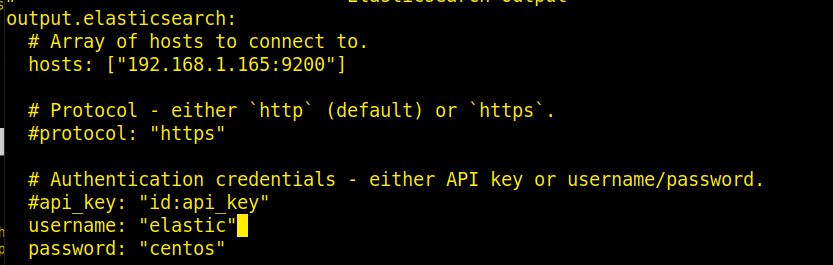 output.elasticsearch:
# Array of hosts to connect to.
hosts: ["192.168.1.165:9200"]
# Protocol - either `http` (default) or `https`.
#protocol: "https"
# Authentication credentials - either API key or username/password.
#api_key: "id:api_key"
username: "elastic"
password: "centos"